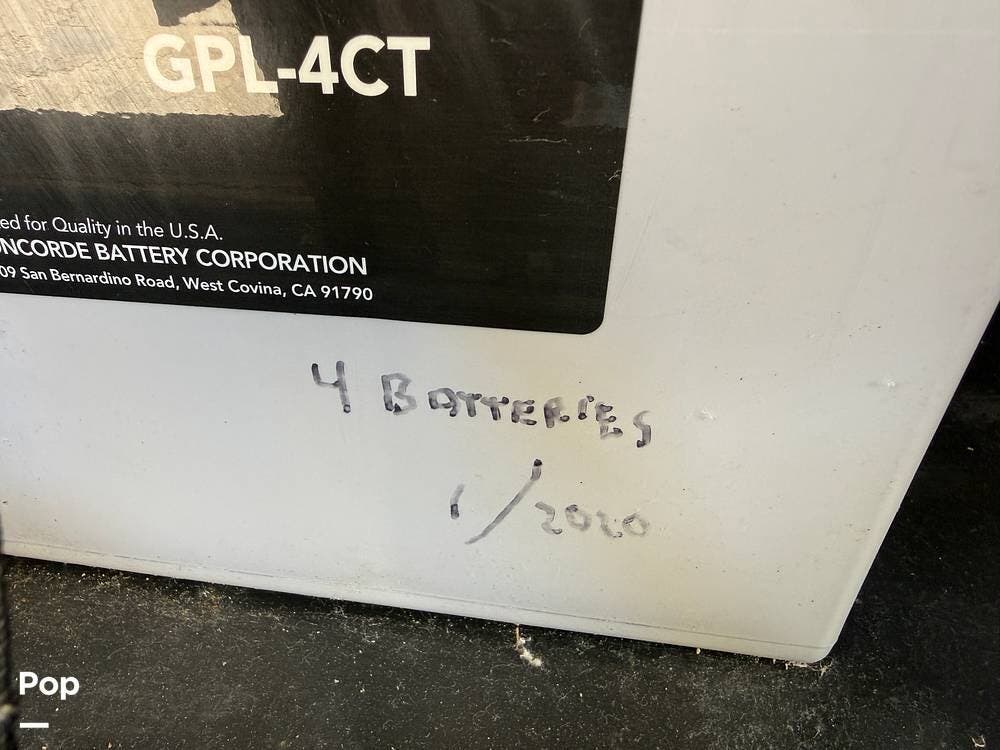 GPL-4CT
ed for Quality in the U.S.A.
NCORDE BATTERY CORPORATION
09 San Bernardino Road, West Covina, CA 91790
4 BATTERIES
1/2020
Pop